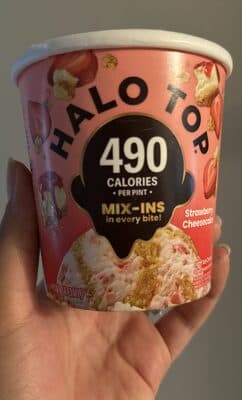 HALO TOP
490
CALORIES
• PER PINT •
MIX-INS
in every bite!
Strawberry
Cheesecake